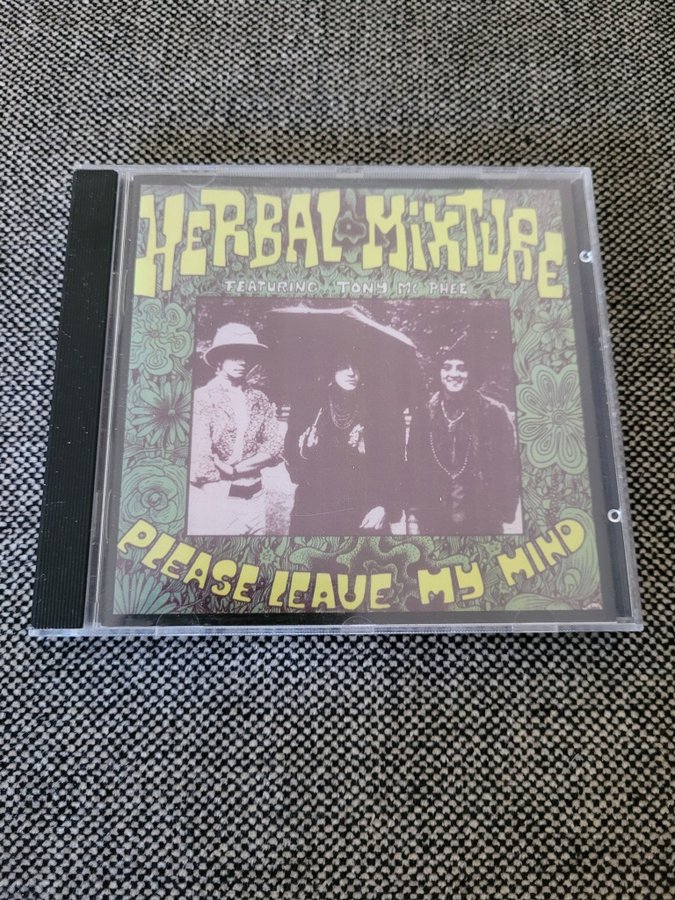 HERBAL MIXTURE
FEATURING TONY MC PHEE
PLEASE LEAVE MY MIND